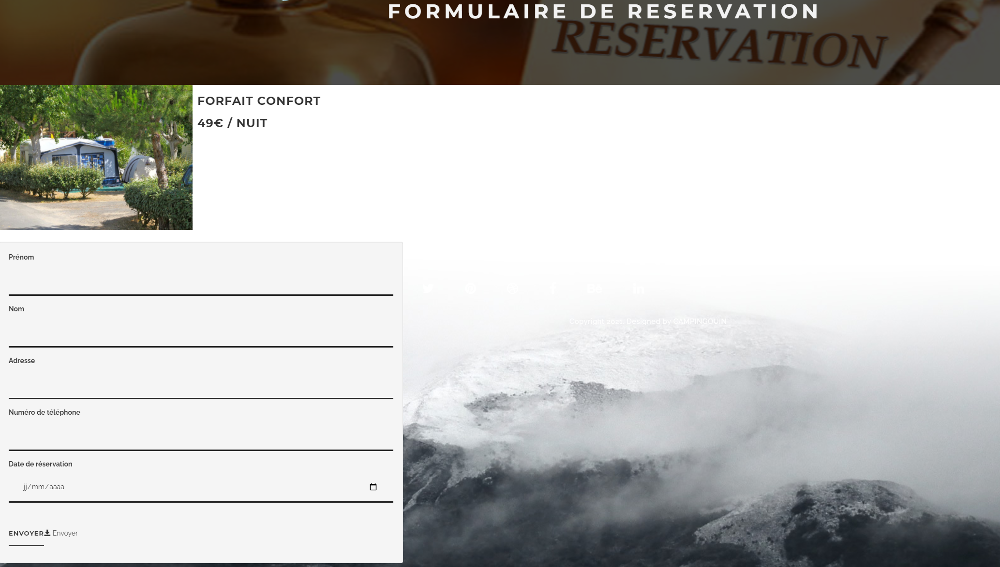 FORMULAIRE DE RESERVATION
RESERVATION
FORFAIT CONFORT
49€ / NUIT
Prénom
Nom
Adresse
Numéro de téléphone
Date de réservation
jj/mm/aaaa
ENVOYER Envoyer
Bē
Copyright 2021. Designed by CAMPINGOUIN